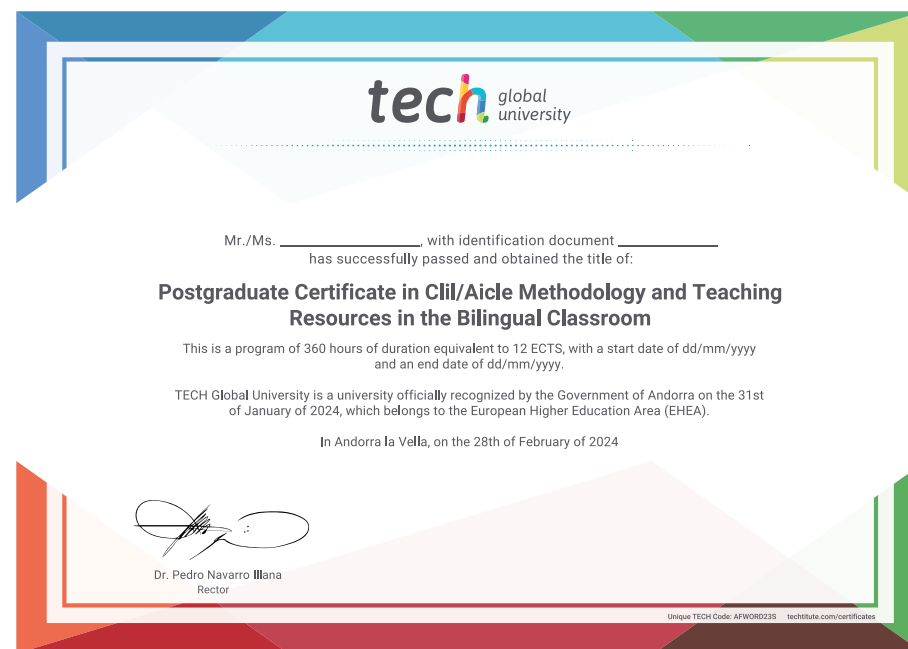 tech global university
Mr./Ms. ____________________, with identification document ______________
has successfully passed and obtained the title of:
Postgraduate Certificate in Clil/Aicle Methodology and Teaching
Resources in the Bilingual Classroom
This is a program of 360 hours of duration equivalent to 12 ECTS, with a start date of dd/mm/yyyy
and an end date of dd/mm/yyyy.
TECH Global University is a university officially recognized by the Government of Andorra on the 31st
of January of 2024, which belongs to the European Higher Education Area (EHEA).
In Andorra la Vella, on the 28th of February of 2024
Dr. Pedro Navarro Illana
Rector
Unique TECH Code: AFWORD23S techtitute.com/certificates